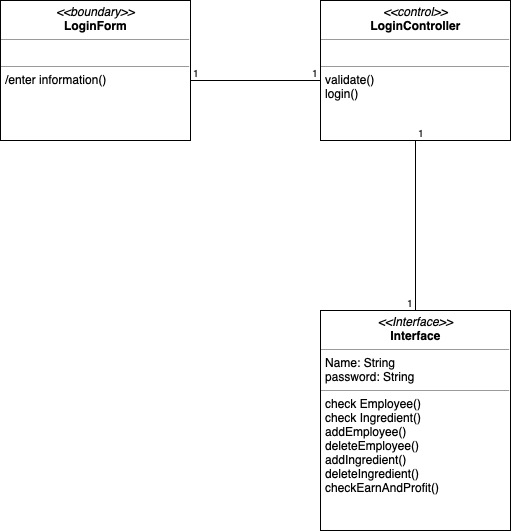 <<boundary>>
LoginForm
/enter information()
1
1
<<control>>
LoginController
validate()
login()
1
1
<<Interface>>
Interface
Name: String
password: String
check Employee()
check Ingredient()
addEmployee()
deleteEmployee()
addIngredient()
deleteIngredient()
checkEarnAndProfit()